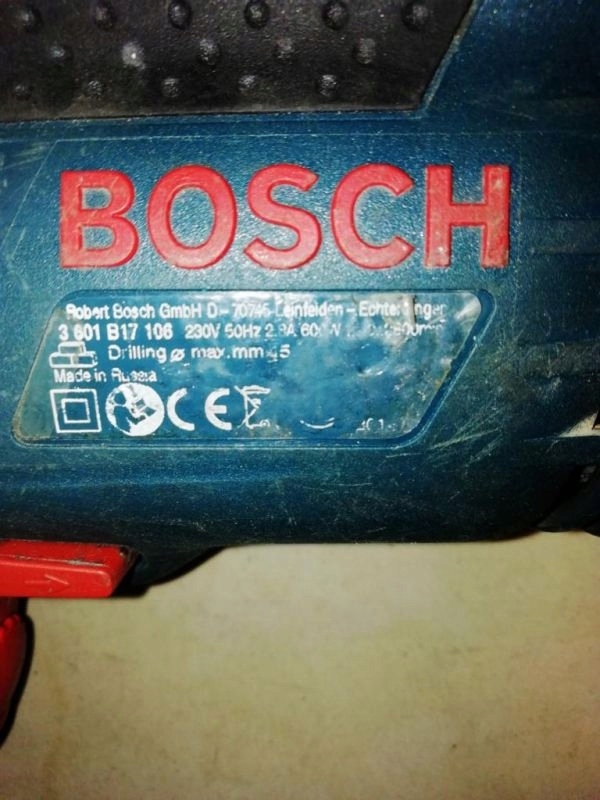 BOSCH
Robert Bosch GmbH D-70745 Leinfelden-Echterdingen
3 601 B17 106 230V 50Hz
Drilling ø max.mm
Made in Russia
CE